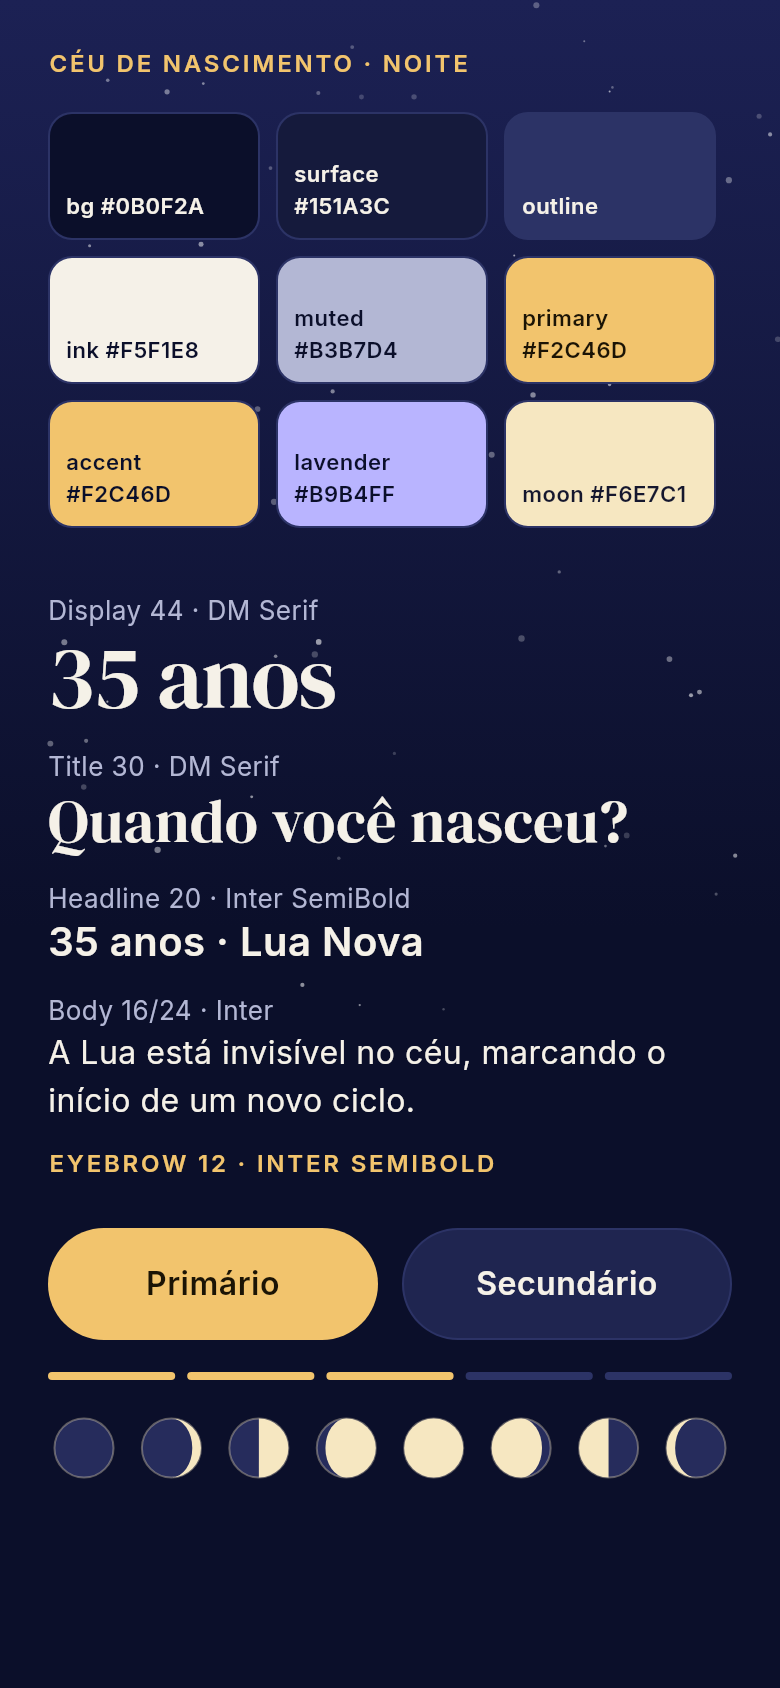 CÉU DE NASCIMENTO · NOITE
bg #0B0F2A
surface
#151A3C
outline
ink #F5F1E8
muted
#B3B7D4
primary
#F2C46D
accent
#F2C46D
lavender
#B9B4FF
moon #F6E7C1
Display 44 · DM Serif
35 anos
Title 30 · DM Serif
Quando você nasceu?
Headline 20 · Inter SemiBold
35 anos · Lua Nova
Body 16/24 · Inter
A Lua está invisível no céu, marcando o
início de um novo ciclo.
EYEBROW 12 · INTER SEMIBOLD
Primário
Secundário